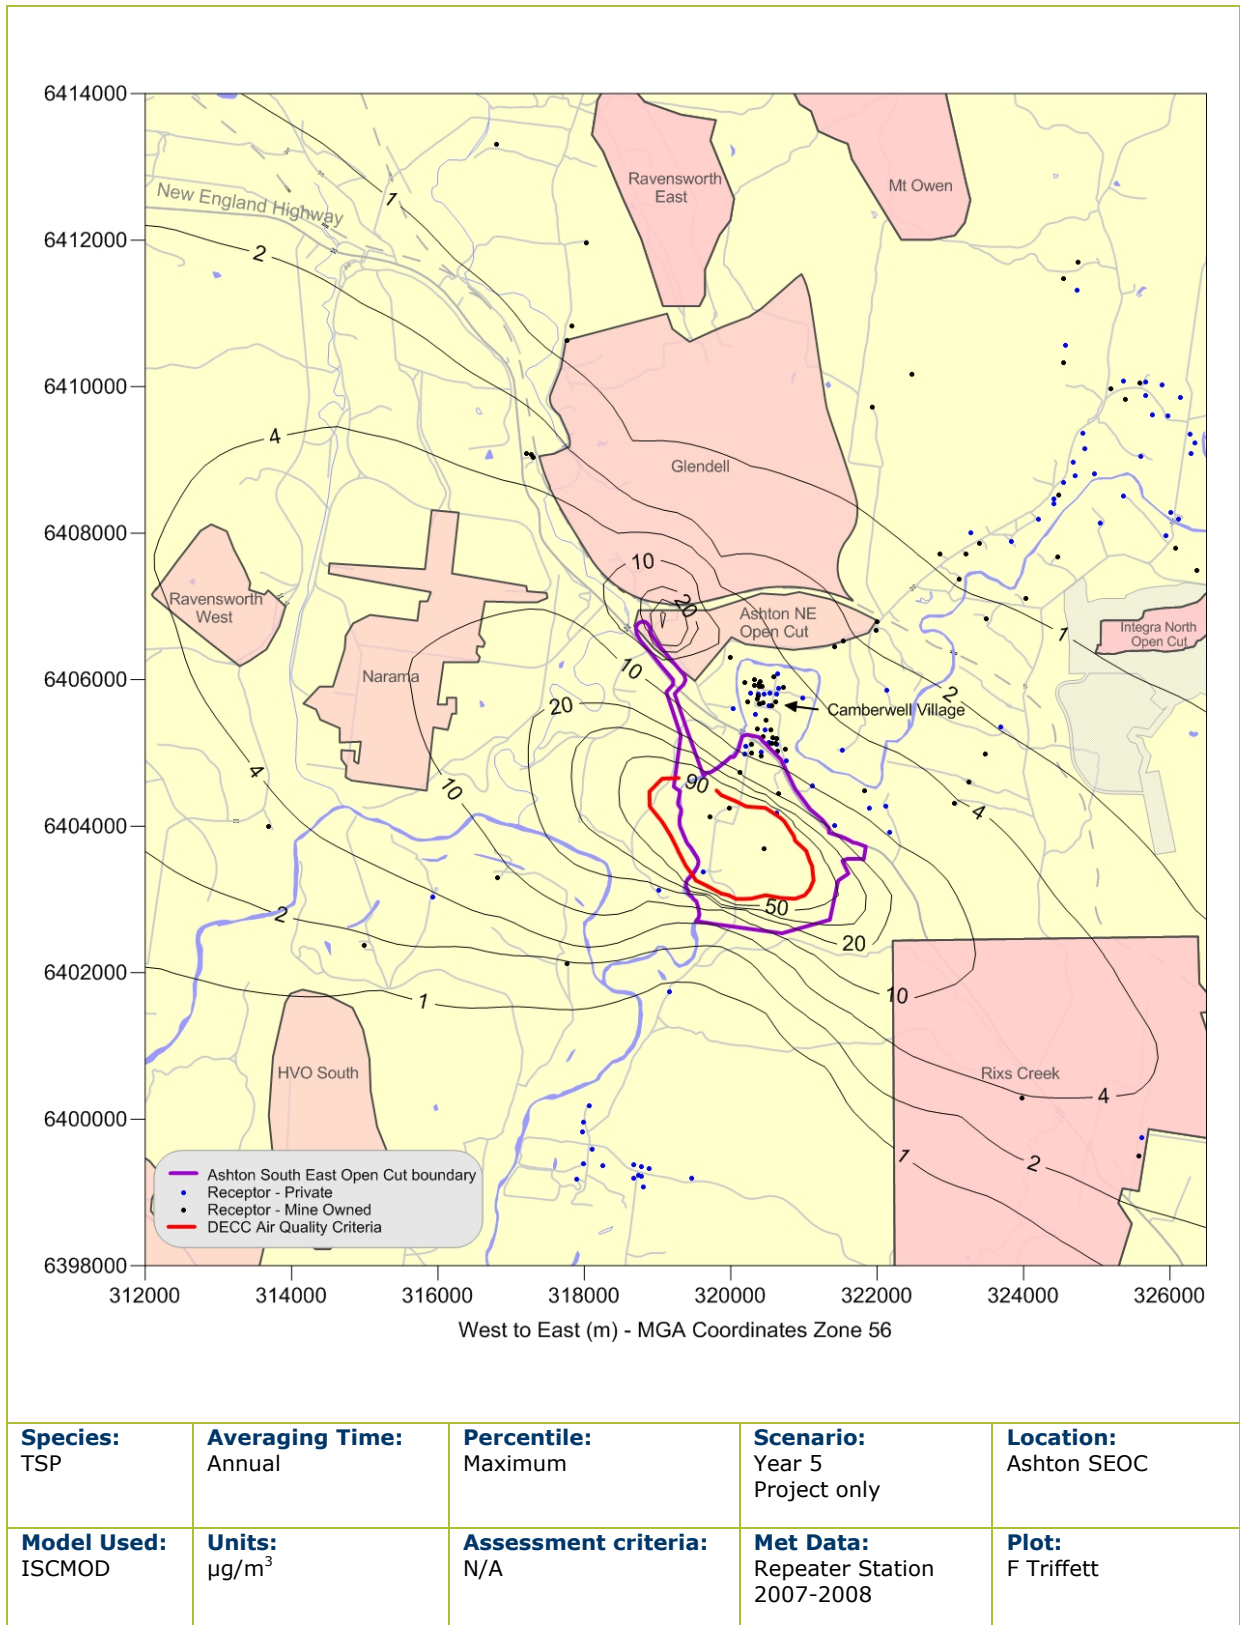 6414000
6412000
6410000
6408000
6406000
6404000
6402000
6400000
6398000
312000
314000
316000
318000
320000
322000
324000
326000
West to East (m) - MGA Coordinates Zone 56
New England Highway
1
2
4
Ravensworth
East
Mt Owen
Glendell
10
20
Ravensworth
West
Narama
Ashton NE
Open Cut
Integra North
Open Cut
1
2
10
20
Camberwell Village
4
10
90
4
50
20
10
2
1
HVO South
Rixs Creek
4
2
1
Ashton South East Open Cut boundary
Receptor - Private
Receptor - Mine Owned
DECC Air Quality Criteria
Species:
TSP
Averaging Time:
Annual
Percentile:
Maximum
Scenario:
Year 5
Project only
Location:
Ashton SEOC
Model Used:
ISCMOD
Units:
µg/m³
Assessment criteria:
N/A
Met Data:
Repeater Station
2007-2008
Plot:
F Triffett